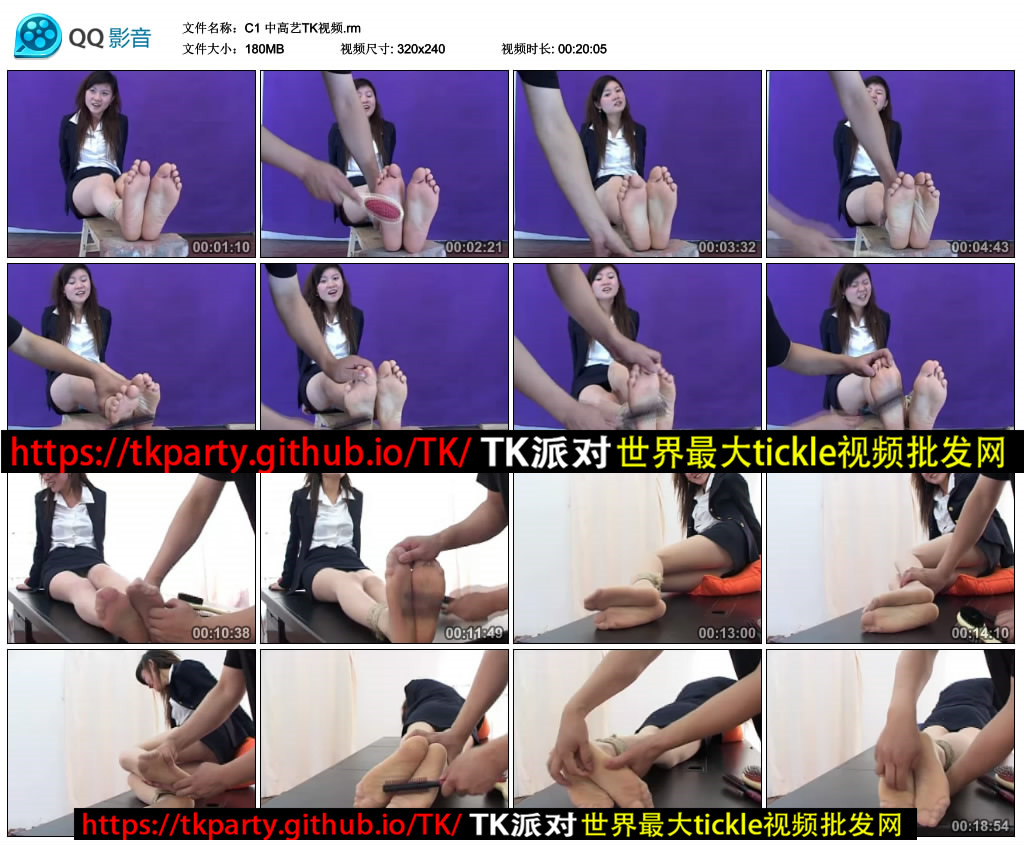 QQ 影音
文件名称: C1 中高艺TK视频.rm
文件大小: 180MB 视频尺寸: 320x240 视频时长: 00:20:05
00:01:10 00:02:21 00:03:32 00:04:43
https://tkparty.github.io/TK/ TK派对 世界最大tickle视频批发网
00:10:38 00:11:49 00:13:00 00:14:10
https://tkparty.github.io/TK/ TK派对 世界最大tickle视频批发网
00:18:54